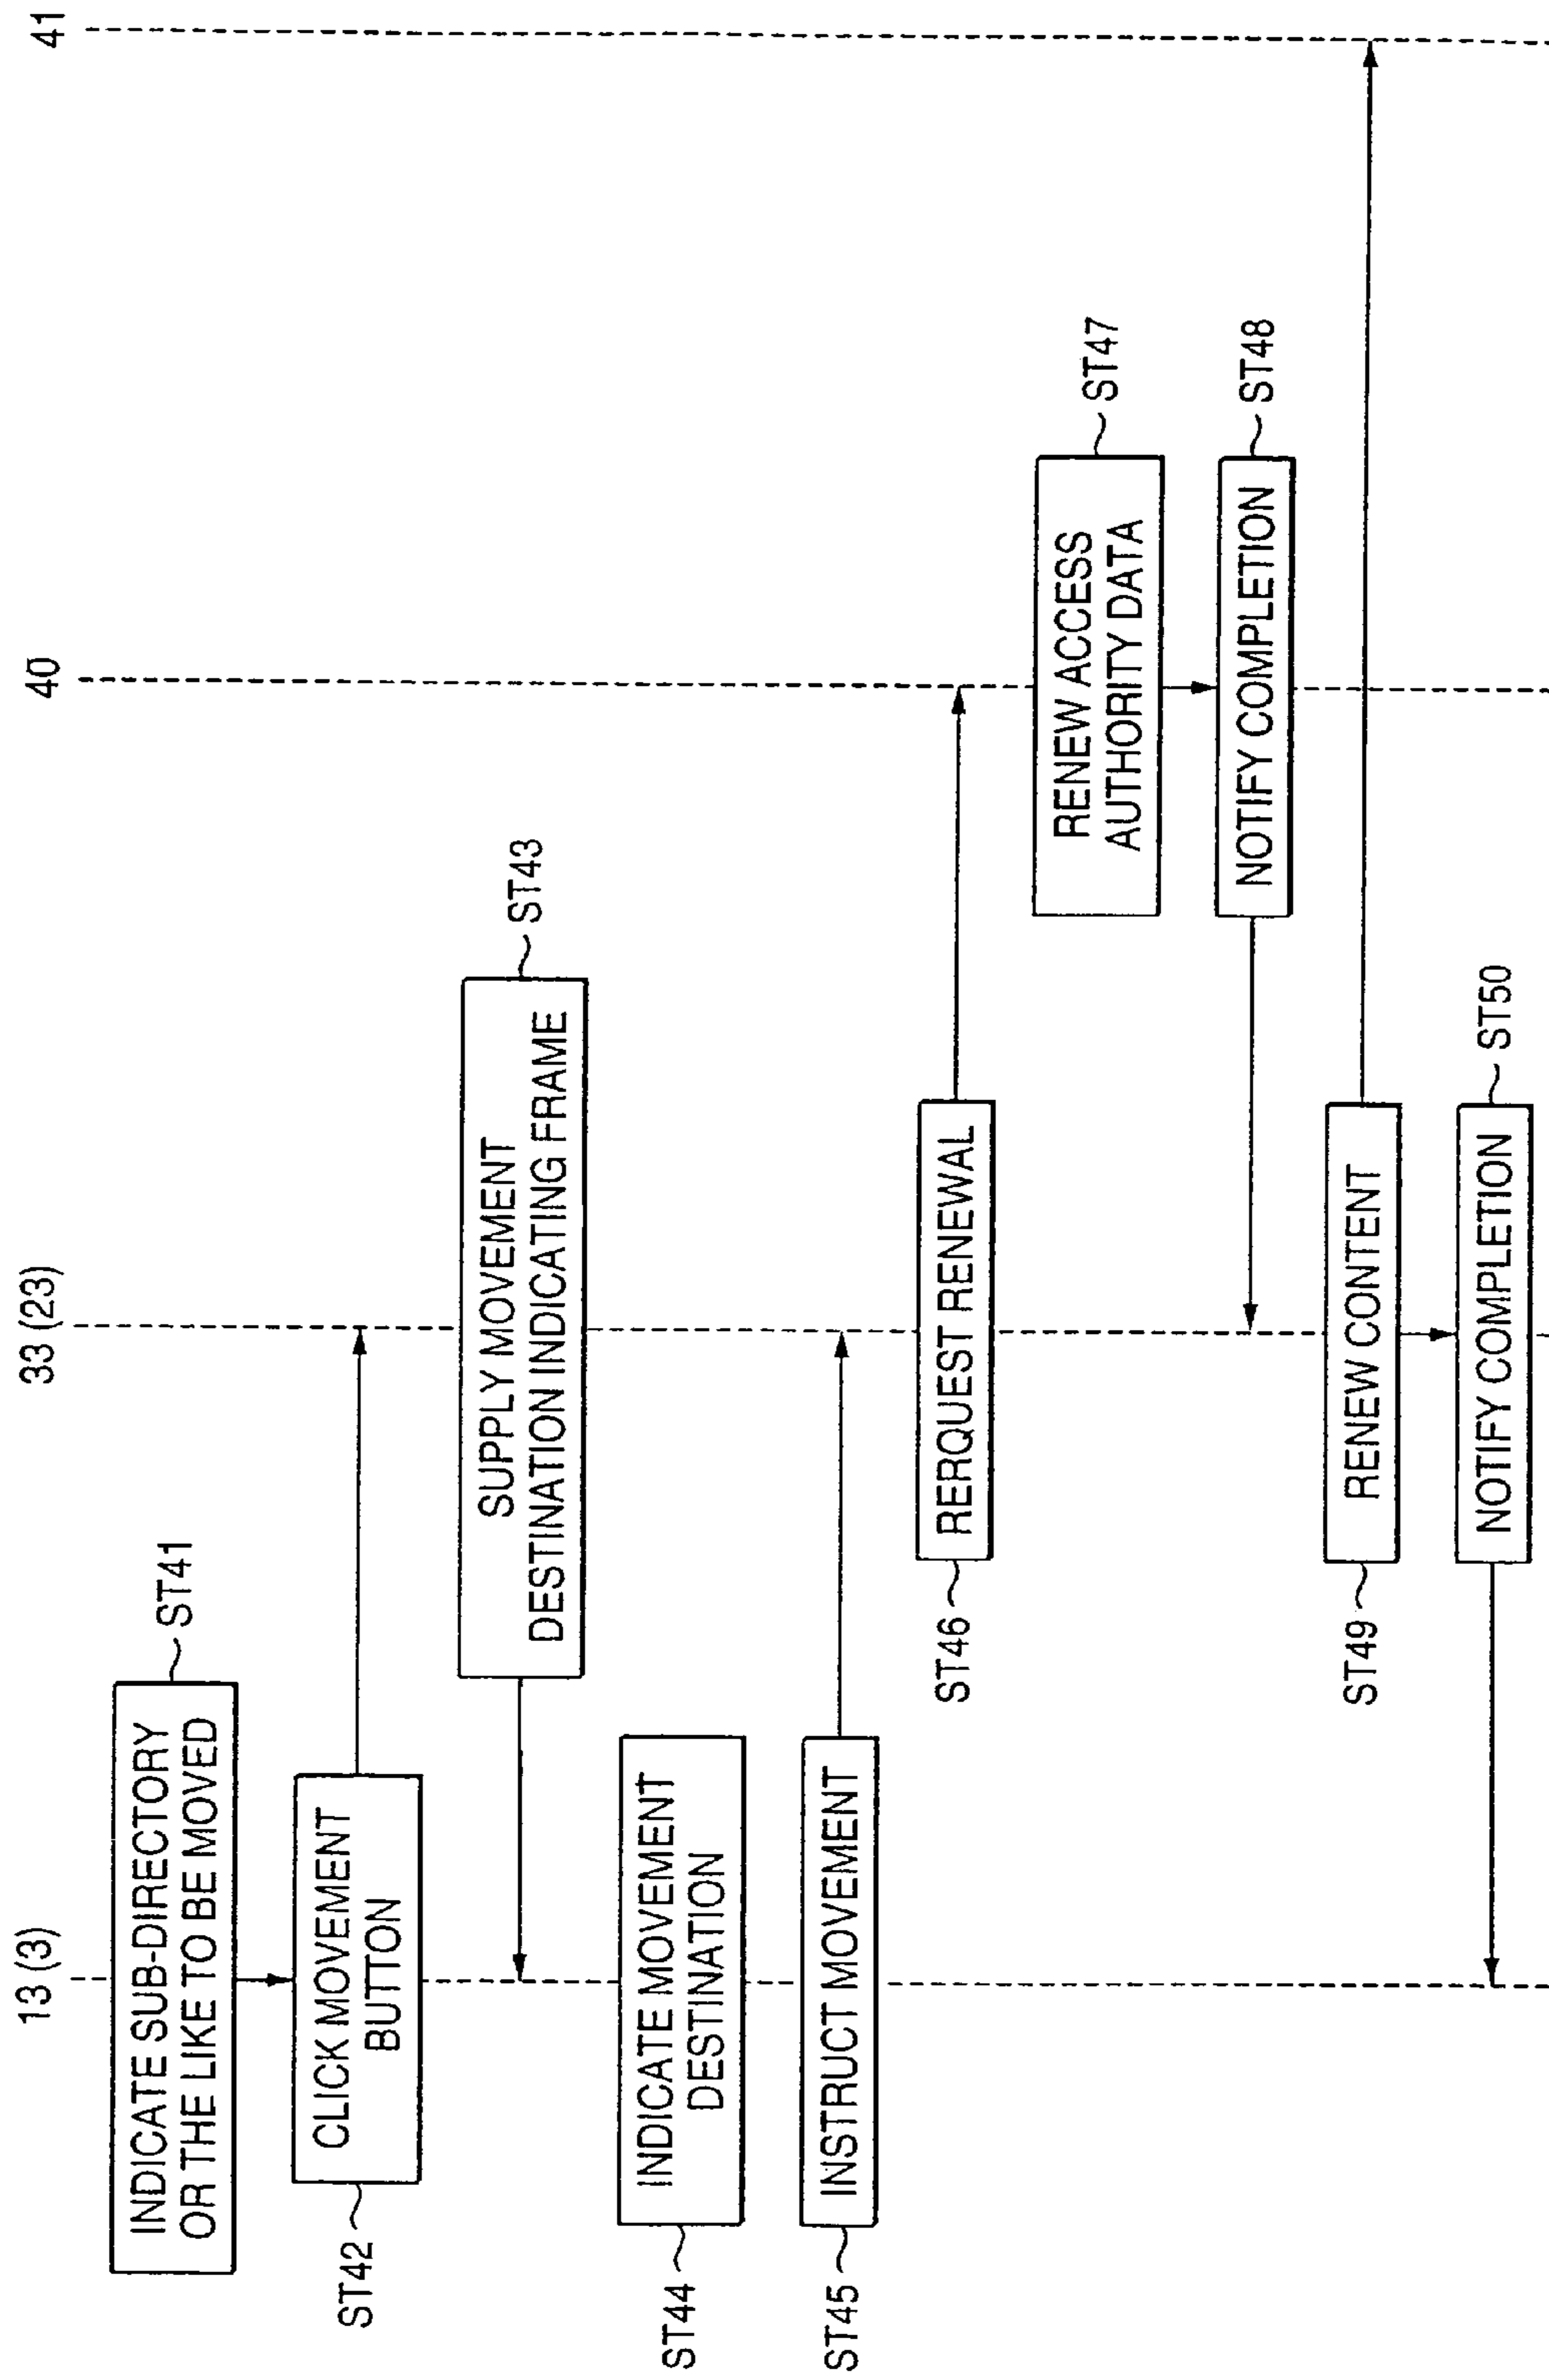 13 (3)
33 (23)
40
41
INDICATE SUB-DIRECTORY
OR THE LIKE TO BE MOVED
ST41
CLICK MOVEMENT
BUTTON
ST42
SUPPLY MOVEMENT
DESTINATION INDICATING FRAME
ST43
INDICATE MOVEMENT
DESTINATION
ST44
INSTRUCT MOVEMENT
ST45
RERQUEST RENEWAL
ST46
RENEW ACCESS
AUTHORITY DATA
ST47
NOTIFY COMPLETION
ST48
RENEW CONTENT
ST49
NOTIFY COMPLETION
ST50